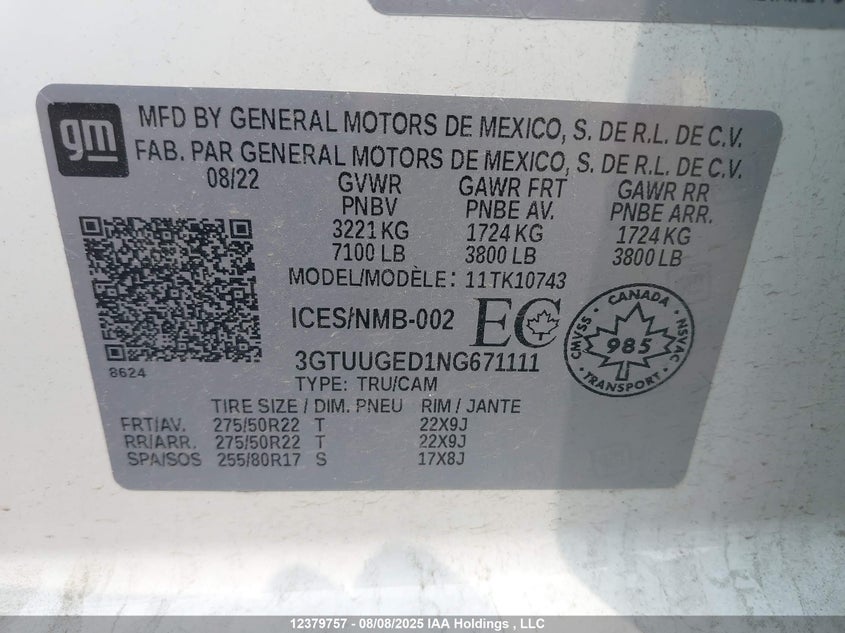 gm
MFD BY GENERAL MOTORS DE MEXICO, S. DE R.L. DE C.V.
FAB. PAR GENERAL MOTORS DE MEXICO, S. DE R.L. DE C.V.
08/22 GVWR GAWR FRT GAWR RR
PNBV PNBE AV. PNBE ARR.
3221 KG 1724 KG 1724 KG
7100 LB 3800 LB 3800 LB
MODEL/MODÈLE: 11TK10743
ICES/NMB-002 EC
CANADA
CMVSS 985 NSVAC
TRANSPORT
3GTUUGED1NG671111
8624
TYPE: TRU/CAM
TIRE SIZE / DIM. PNEU RIM / JANTE
FRT/AV. 275/50R22 T 22X9J
RR/ARR. 275/50R22 T 22X9J
SPA/SOS 255/80R17 S 17X8J
12379757 - 08/08/2025 IAA Holdings , LLC